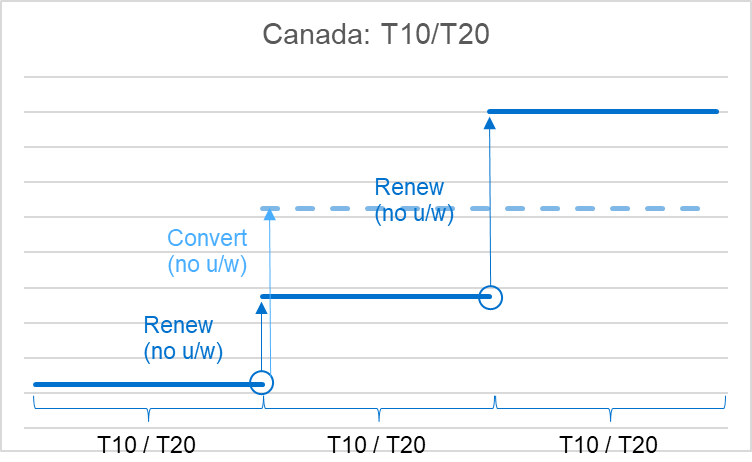 Canada: T10/T20
Renew
(no u/w)
Convert
(no u/w)
Renew
(no u/w)
T10 / T20
T10 / T20
T10 / T20